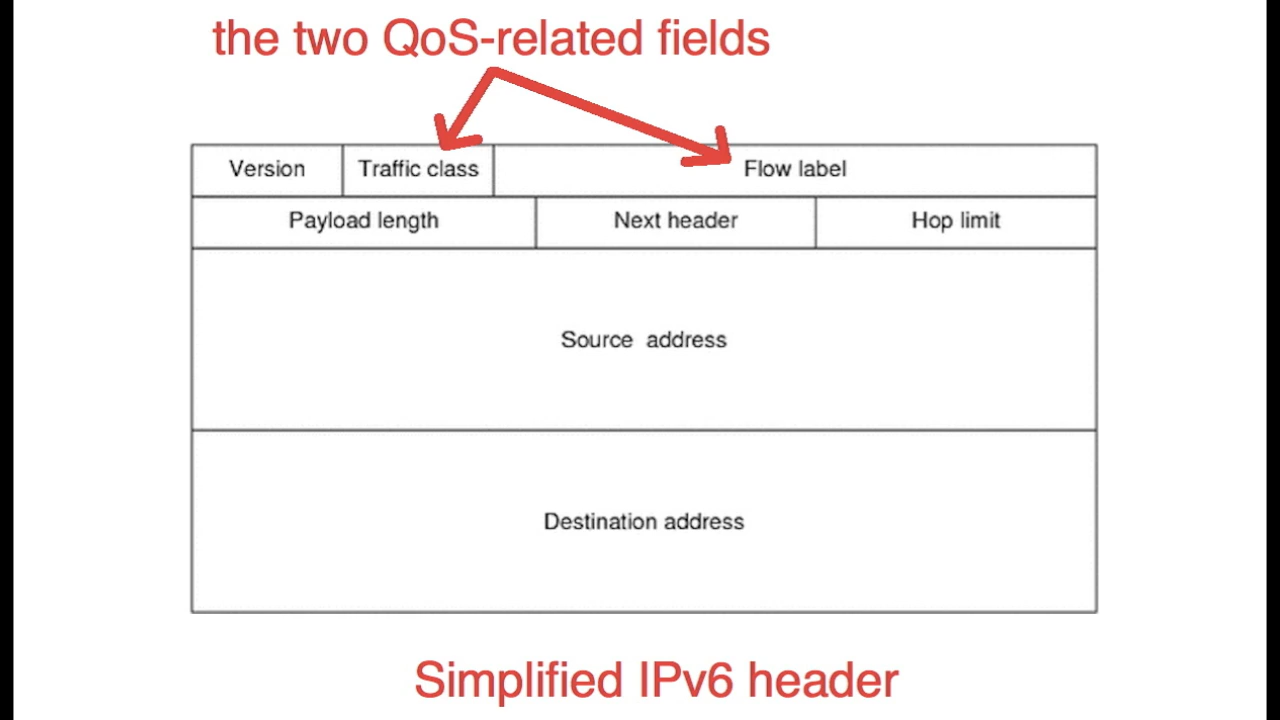 the two QoS-related fields
Version Traffic class Flow label
Payload length Next header Hop limit
Source address
Destination address
Simplified IPv6 header